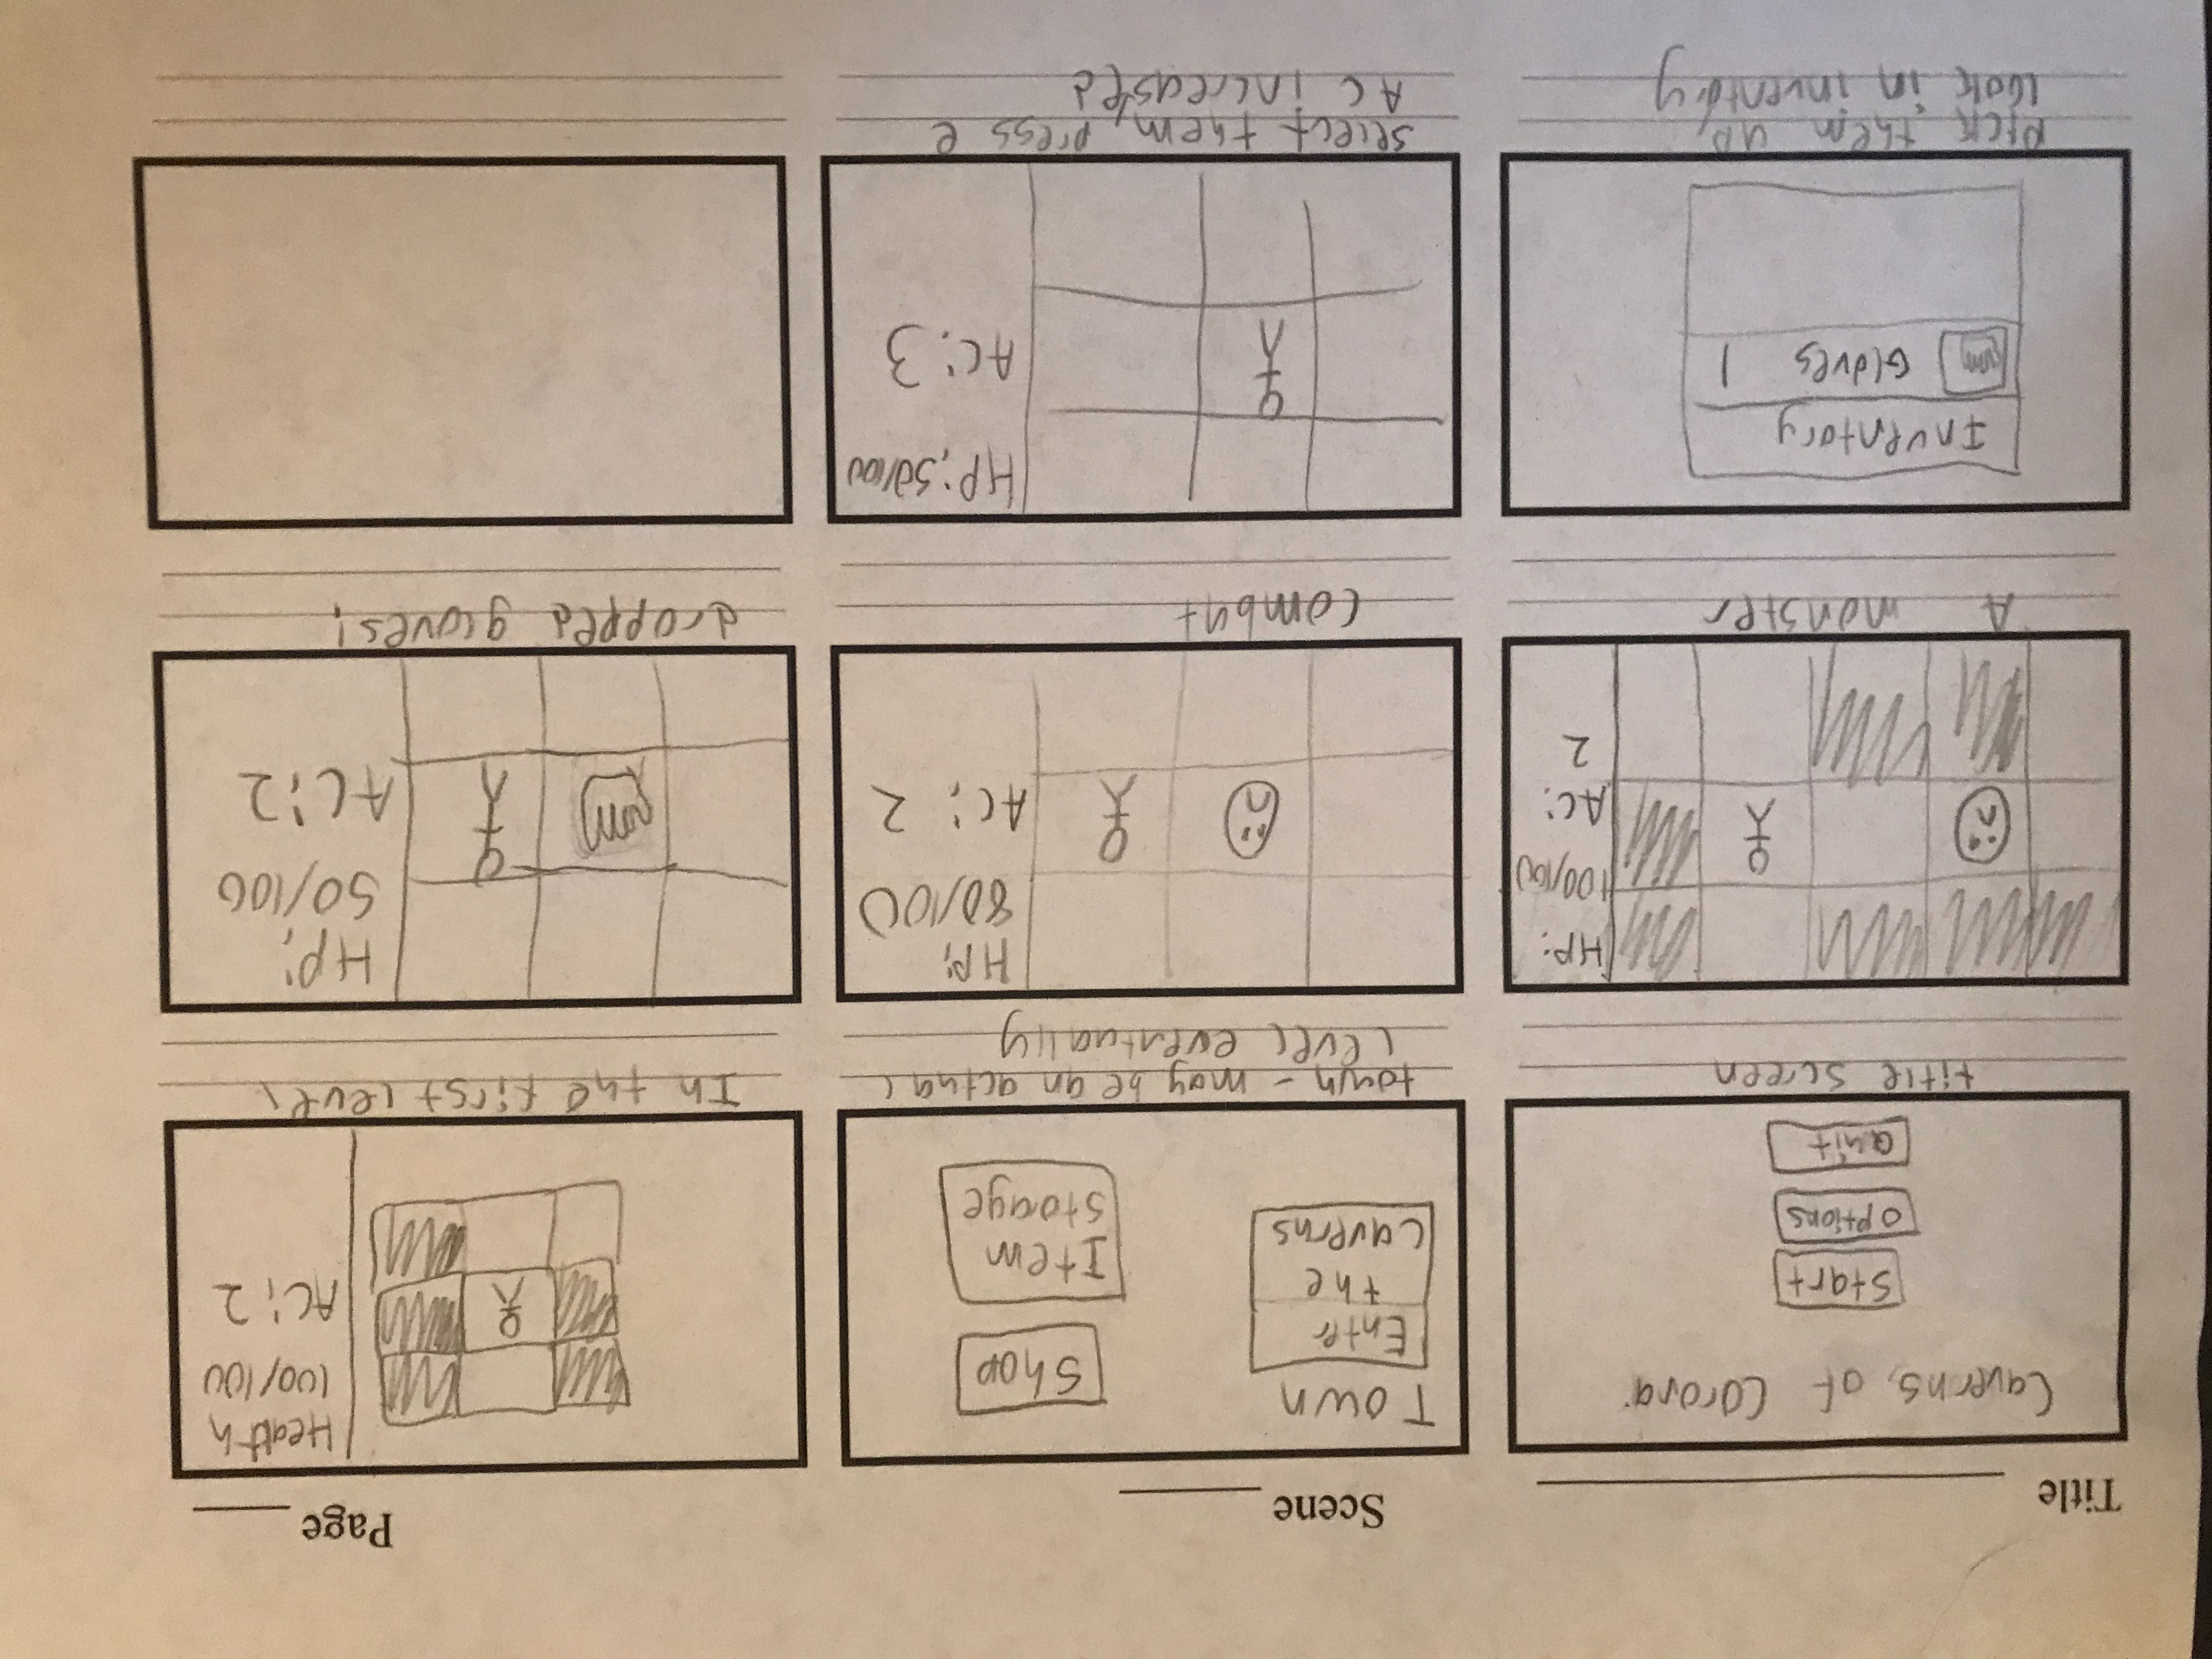 Title
Scene
Page
Caverns of Corona
Start
Options
Quit
title screen
Town
Enter
the
Caverns
Shop
Item
Storage
town - may be an actual
level eventually
Health
100/100
AC: 2
In the first level
HP:
100/100
AC:
2
A monster
HP:
80/100
AC: 2
Combat
HP:
50/100
AC: 2
dropped gloves!
Inventory
Gloves 1
pick them up,
look in inventory
HP: 50/100
AC: 3
select them, press e
AC increased